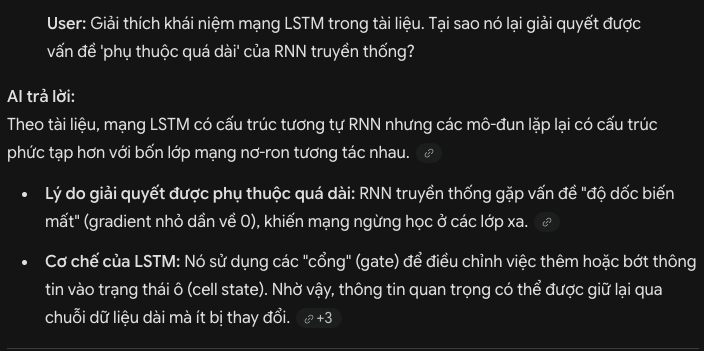 User: Giải thích khái niệm mạng LSTM trong tài liệu. Tại sao nó lại giải quyết được
vấn đề 'phụ thuộc quá dài' của RNN truyền thống?
AI trả lời:
Theo tài liệu, mạng LSTM có cấu trúc tương tự RNN nhưng các mô-đun lặp lại có cấu trúc
phức tạp hơn với bốn lớp mạng nơ-ron tương tác nhau.
• Lý do giải quyết được phụ thuộc quá dài: RNN truyền thống gặp vấn đề "độ dốc biến
mất" (gradient nhỏ dần về 0), khiến mạng ngừng học ở các lớp xa.
• Cơ chế của LSTM: Nó sử dụng các "cổng" (gate) để điều chỉnh việc thêm hoặc bớt thông
tin vào trạng thái ô (cell state). Nhờ vậy, thông tin quan trọng có thể được giữ lại qua
chuỗi dữ liệu dài mà ít bị thay đổi. +3